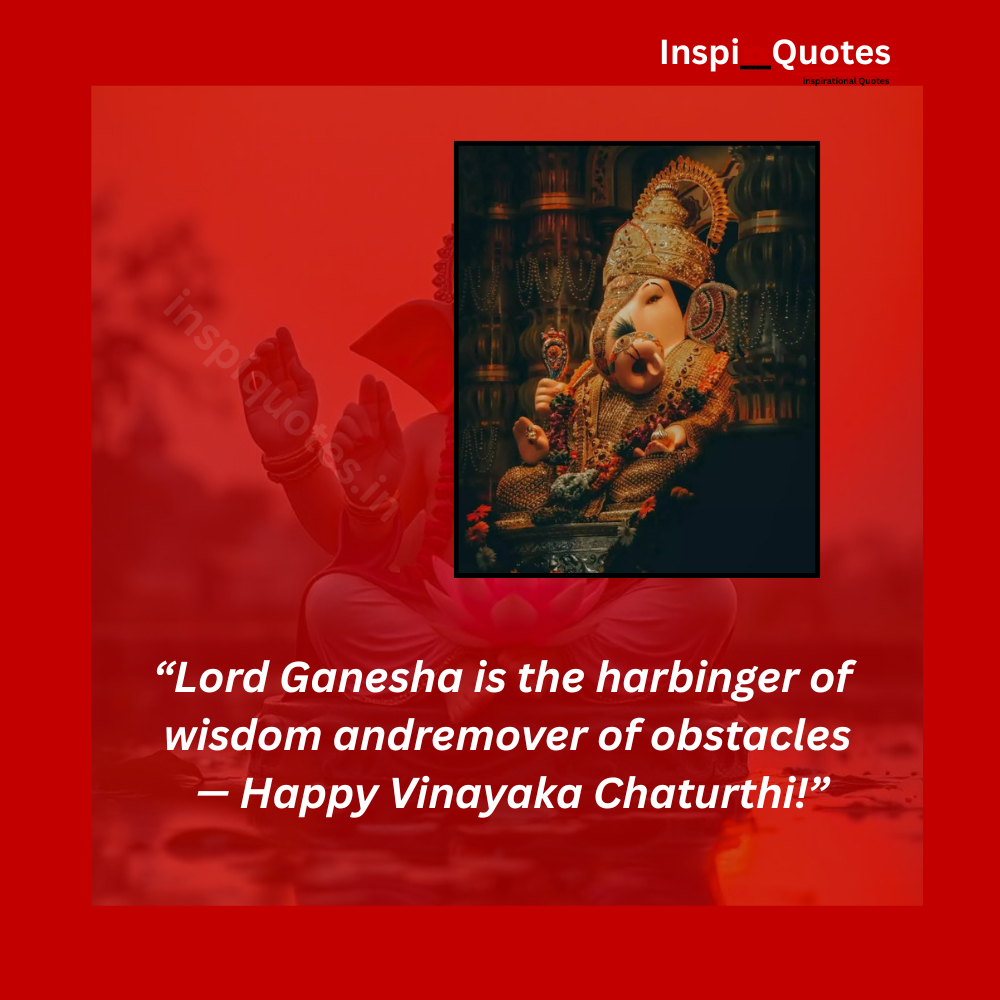 Inspi__Quotes
inspirational Quotes
inspiquotes.in
“Lord Ganesha is the harbinger of
wisdom andremover of obstacles
— Happy Vinayaka Chaturthi!”